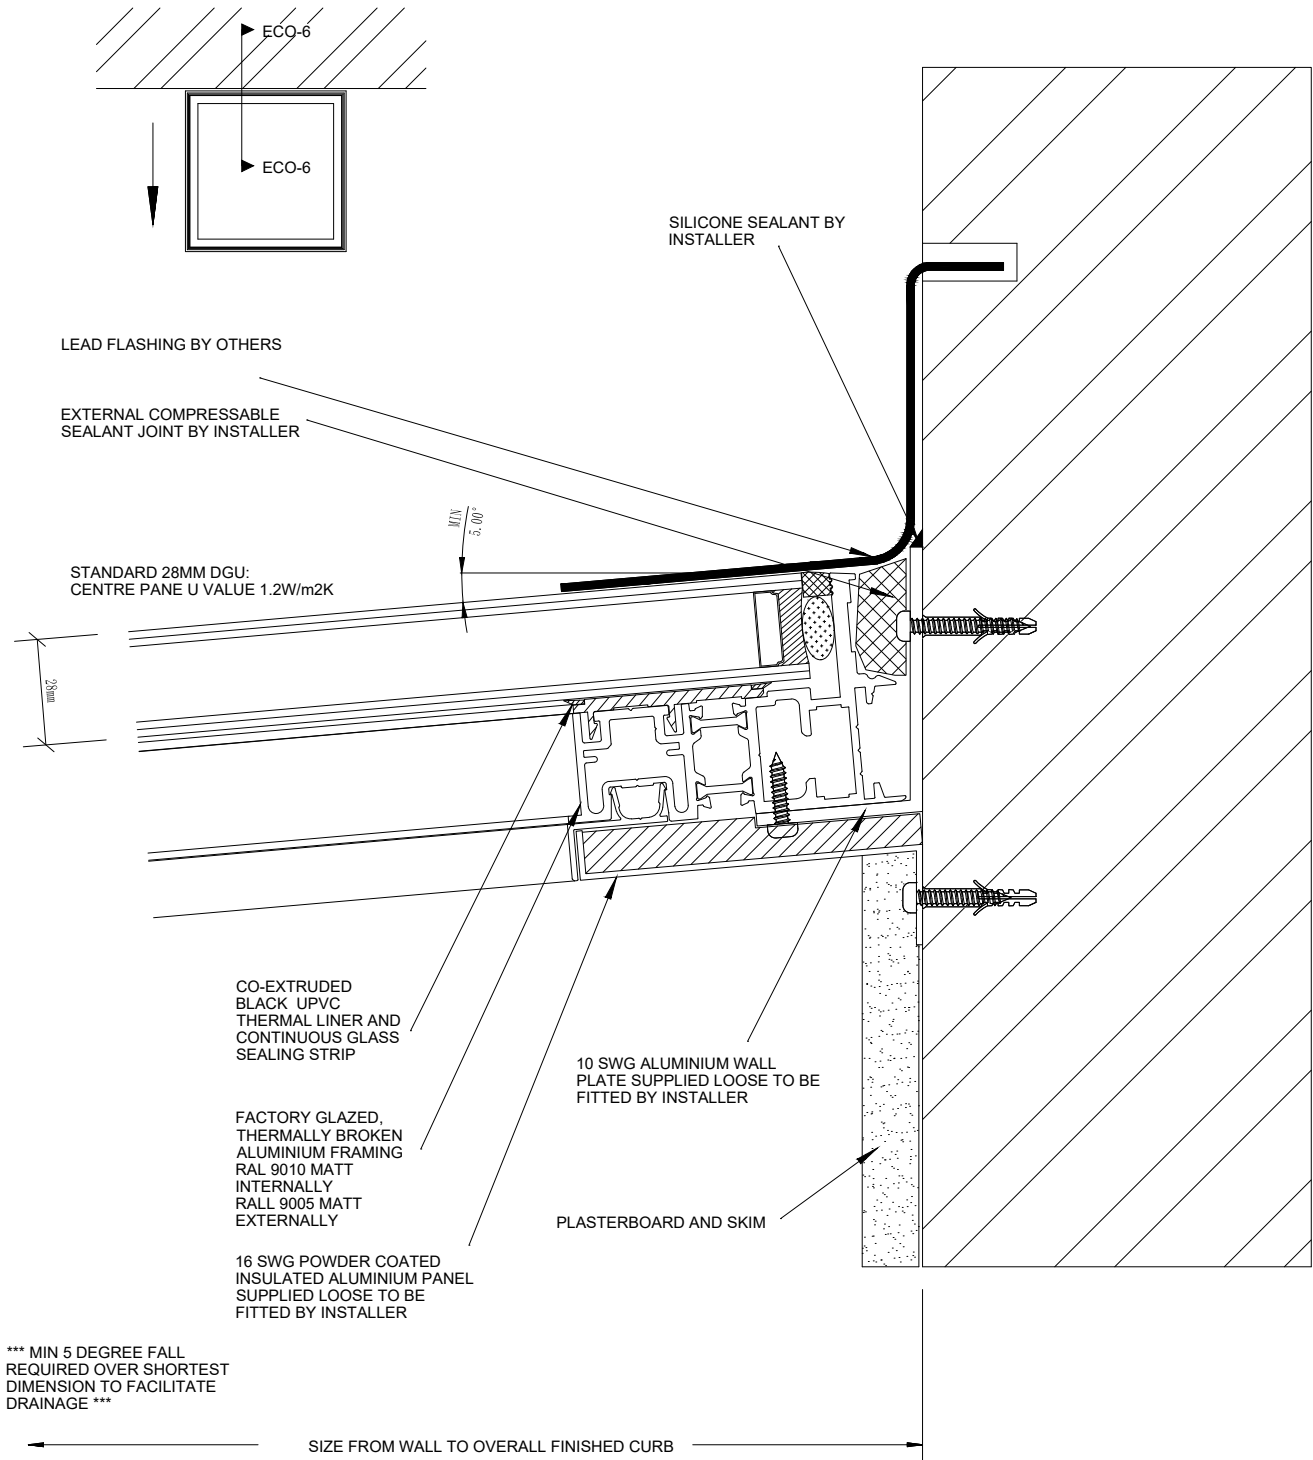 ECO-6
ECO-6
SILICONE SEALANT BY
INSTALLER
LEAD FLASHING BY OTHERS
EXTERNAL COMPRESSABLE
SEALANT JOINT BY INSTALLER
MIN
5.00°
STANDARD 28MM DGU:
CENTRE PANE U VALUE 1.2W/m2K
28mm
CO-EXTRUDED
BLACK UPVC
THERMAL LINER AND
CONTINUOUS GLASS
SEALING STRIP
10 SWG ALUMINIUM WALL
PLATE SUPPLIED LOOSE TO BE
FITTED BY INSTALLER
FACTORY GLAZED,
THERMALLY BROKEN
ALUMINIUM FRAMING
RAL 9010 MATT
INTERNALLY
RALL 9005 MATT
EXTERNALLY
PLASTERBOARD AND SKIM
16 SWG POWDER COATED
INSULATED ALUMINIUM PANEL
SUPPLIED LOOSE TO BE
FITTED BY INSTALLER
*** MIN 5 DEGREE FALL
REQUIRED OVER SHORTEST
DIMENSION TO FACILITATE
DRAINAGE ***
SIZE FROM WALL TO OVERALL FINISHED CURB